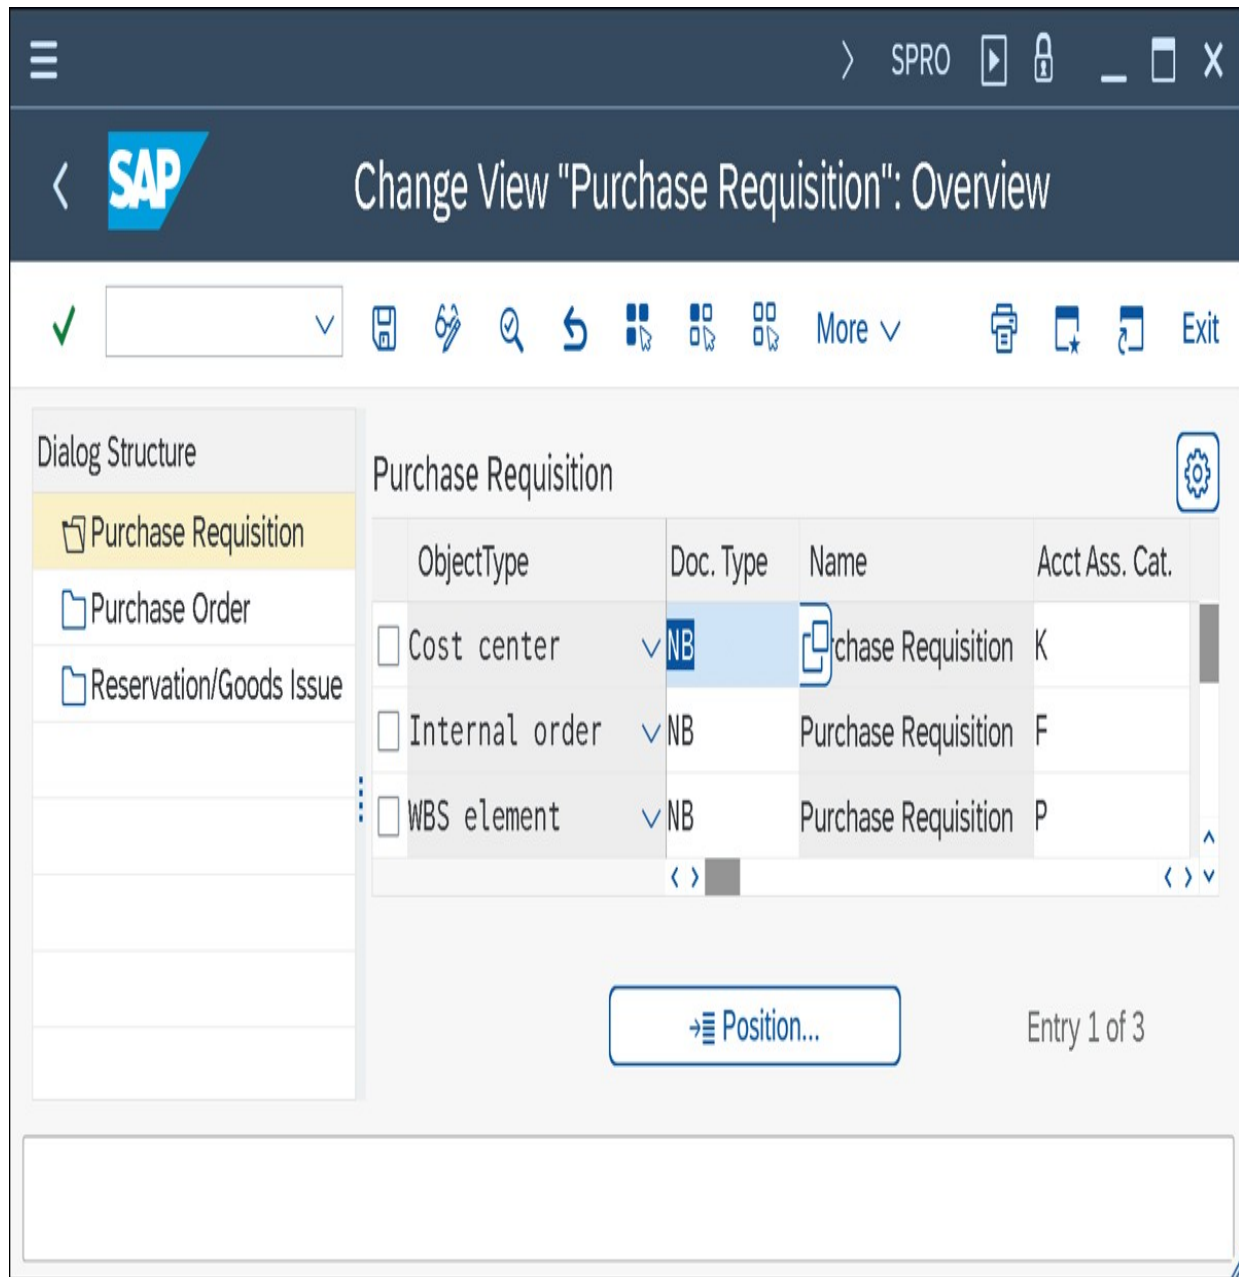 SPRO
SAP Change View "Purchase Requisition": Overview
More Exit
Dialog Structure
Purchase Requisition
Purchase Order
Reservation/Goods Issue
Purchase Requisition
ObjectType Doc. Type Name Acct Ass. Cat.
Cost center NB rchase Requisition K
Internal order NB Purchase Requisition F
WBS element NB Purchase Requisition P
Position... Entry 1 of 3